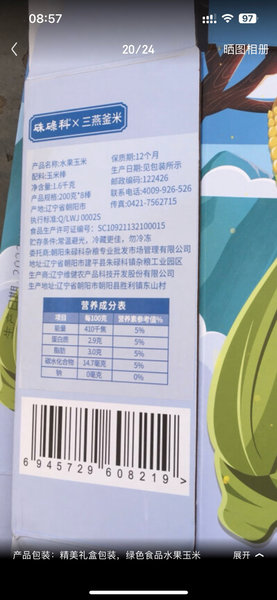 08:57
97
20/24
晒图相册
硃碌科×三燕釜米
产品名称:水果玉米
配料:玉米棒
净含量:1.6千克
产品规格:200克*8棒
产地:辽宁省朝阳市
执行标准:Q/LWJ 0002S
保质期:12个月
生产日期:见包装所示
邮政编码:122426
联系电话:4009-926-526
传真:0421-7562715
食品生产许可证编号:SC10921132100015
贮存条件:常温避光,冷藏更佳,勿冷冻
委托商:朝阳朱碌科杂粮专业批发市场管理有限公司
地址:辽宁省朝阳市建平县朱碌科镇杂粮工业园区
生产商:辽宁维健农产品科技开发股份有限公司
地址:辽宁省朝阳市朝阳县胜利镇东山村
营养成分表
项目 每100克 营养素参考值%
能量 410千焦 5%
蛋白质 2.9克 5%
脂肪 3.0克 5%
碳水化合物 14.7毫克 5%
钠 0毫克 0%
6 945729 608219 >
生产日期
产品包装:精美礼盒包装,绿色食品水果玉米
展开